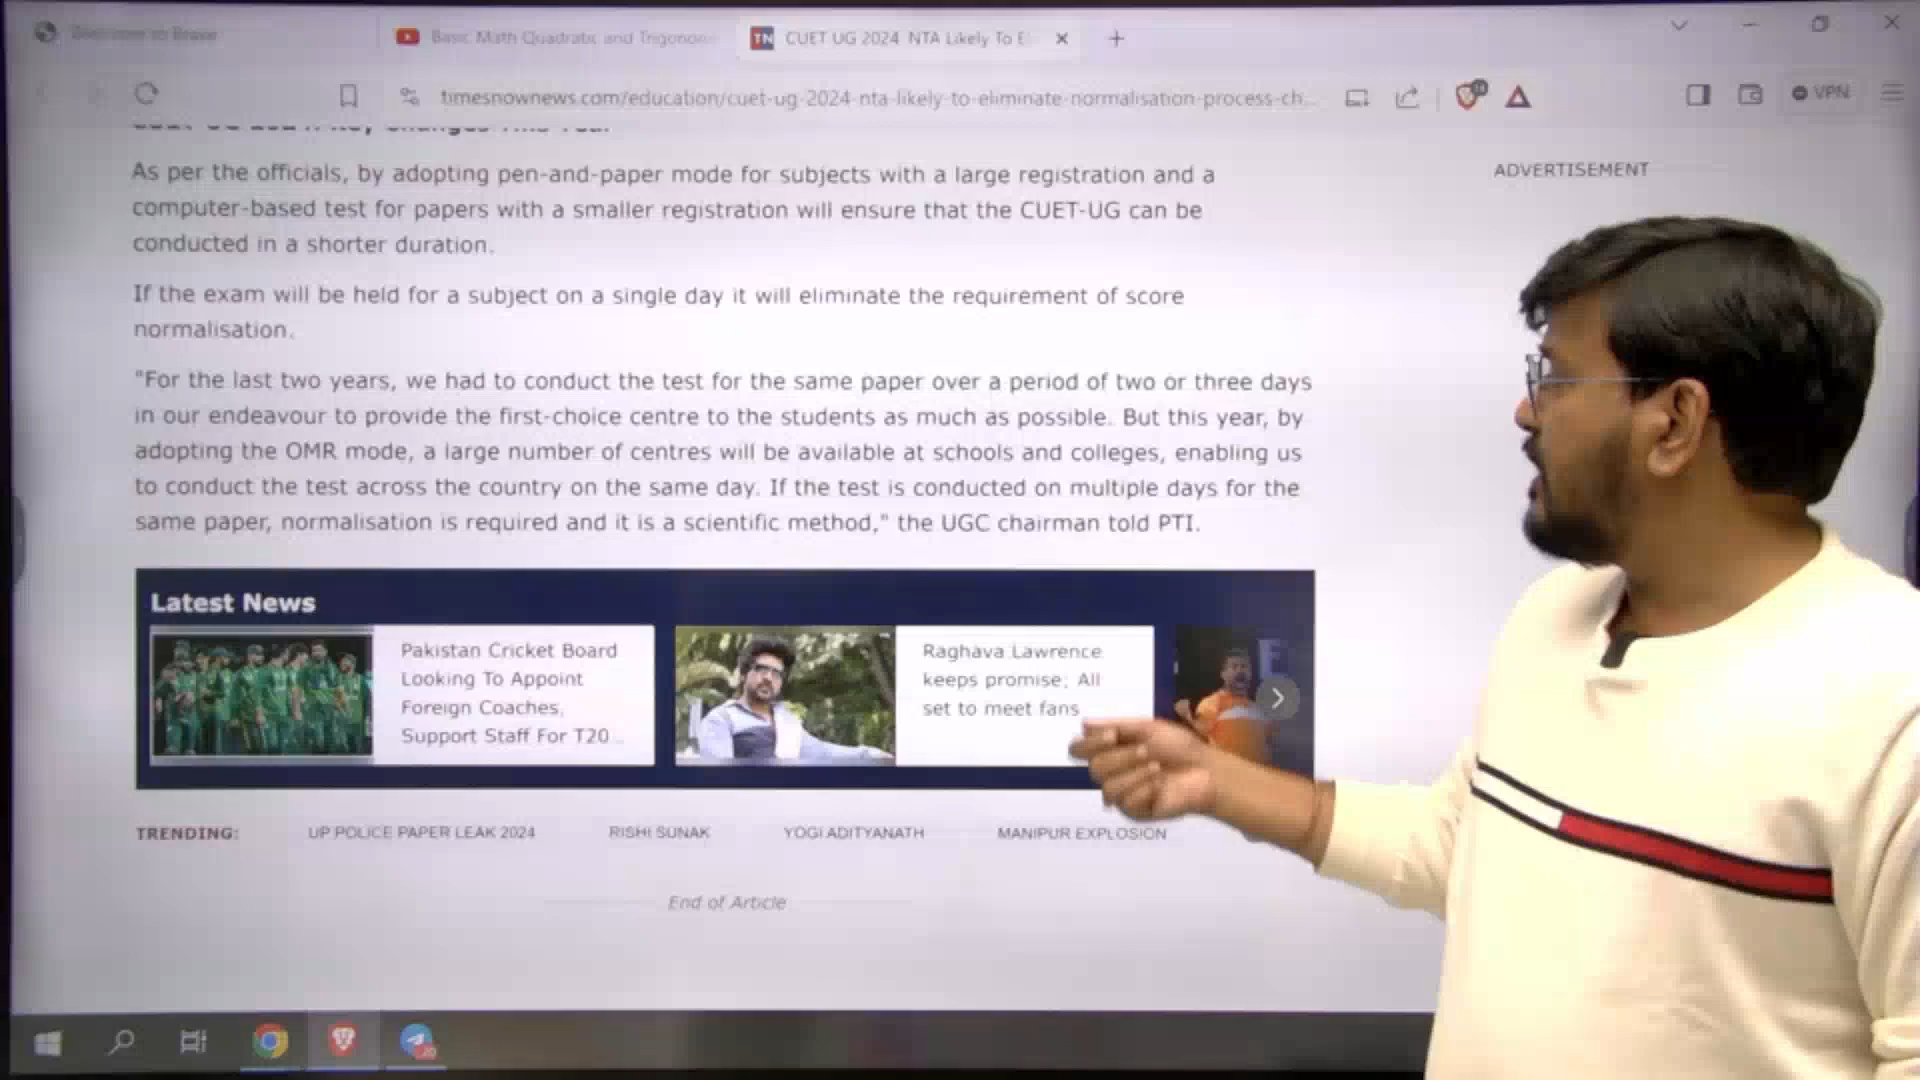 Welcome to Brave
Basic Math Quadratic and Trigonome
TN CUET UG 2024 NTA Likely To E
timesnownews.com/education/cuet-ug-2024-nta-likely-to-eliminate-normalisation-process-ch...
VPN
As per the officials, by adopting pen-and-paper mode for subjects with a large registration and a
computer-based test for papers with a smaller registration will ensure that the CUET-UG can be
conducted in a shorter duration.
If the exam will be held for a subject on a single day it will eliminate the requirement of score
normalisation.
"For the last two years, we had to conduct the test for the same paper over a period of two or three days
in our endeavour to provide the first-choice centre to the students as much as possible. But this year, by
adopting the OMR mode, a large number of centres will be available at schools and colleges, enabling us
to conduct the test across the country on the same day. If the test is conducted on multiple days for the
same paper, normalisation is required and it is a scientific method," the UGC chairman told PTI.
ADVERTISEMENT
Latest News
Pakistan Cricket Board
Looking To Appoint
Foreign Coaches,
Support Staff For T20...
Raghava Lawrence
keeps promise; All
set to meet fans
TRENDING: UP POLICE PAPER LEAK 2024 RISHI SUNAK YOGI ADITYANATH MANIPUR EXPLOSION
End of Article